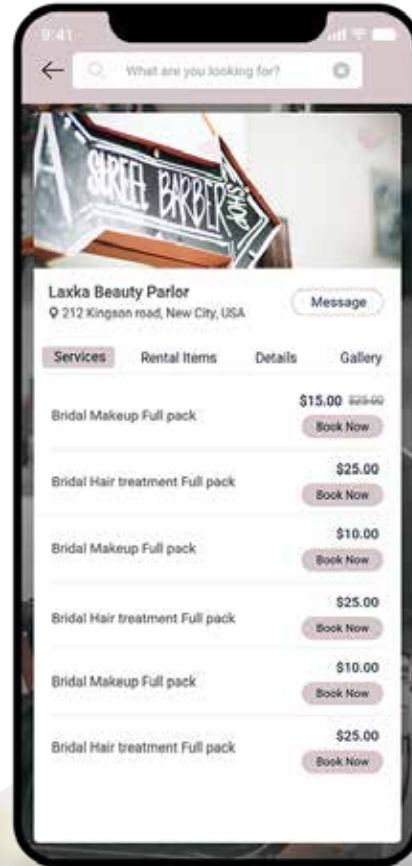 9:41
What are you looking for?
A STREET BARBER SHOP
Laxka Beauty Parlor
212 Kingson road, New City, USA
Message
Services Rental Items Details Gallery
$15.00 $25.00
Bridal Makeup Full pack
Book Now
$25.00
Bridal Hair treatment Full pack
Book Now
$10.00
Bridal Makeup Full pack
Book Now
$25.00
Bridal Hair treatment Full pack
Book Now
$10.00
Bridal Makeup Full pack
Book Now
$25.00
Bridal Hair treatment Full pack
Book Now